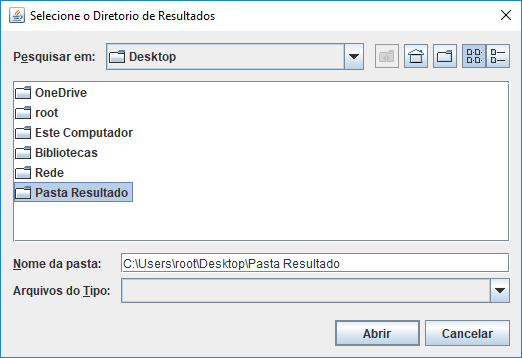 Selecione o Diretorio de Resultados
Pesquisar em: Desktop
OneDrive
root
Este Computador
Bibliotecas
Rede
Pasta Resultado
Nome da pasta: C:\Users\root\Desktop\Pasta Resultado
Arquivos do Tipo:
Abrir Cancelar